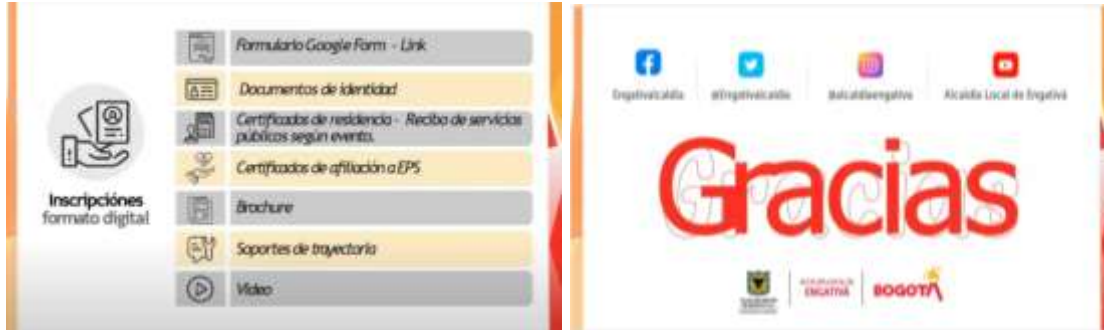 Formulario Google Form - Link
Documentos de identidad
Certificados de residencia - Recibo de servicios
públicos según evento.
Certificados de afiliación a EPS
Brochure
Soportes de trayectoria
Video
Inscripciónes
formato digital
Engativalcaldia
@Engativalcaldia
@alcaldiaengativa
Alcaldía Local de Engativá
Gracias
ENGATIVÁ
BOGOTÁ